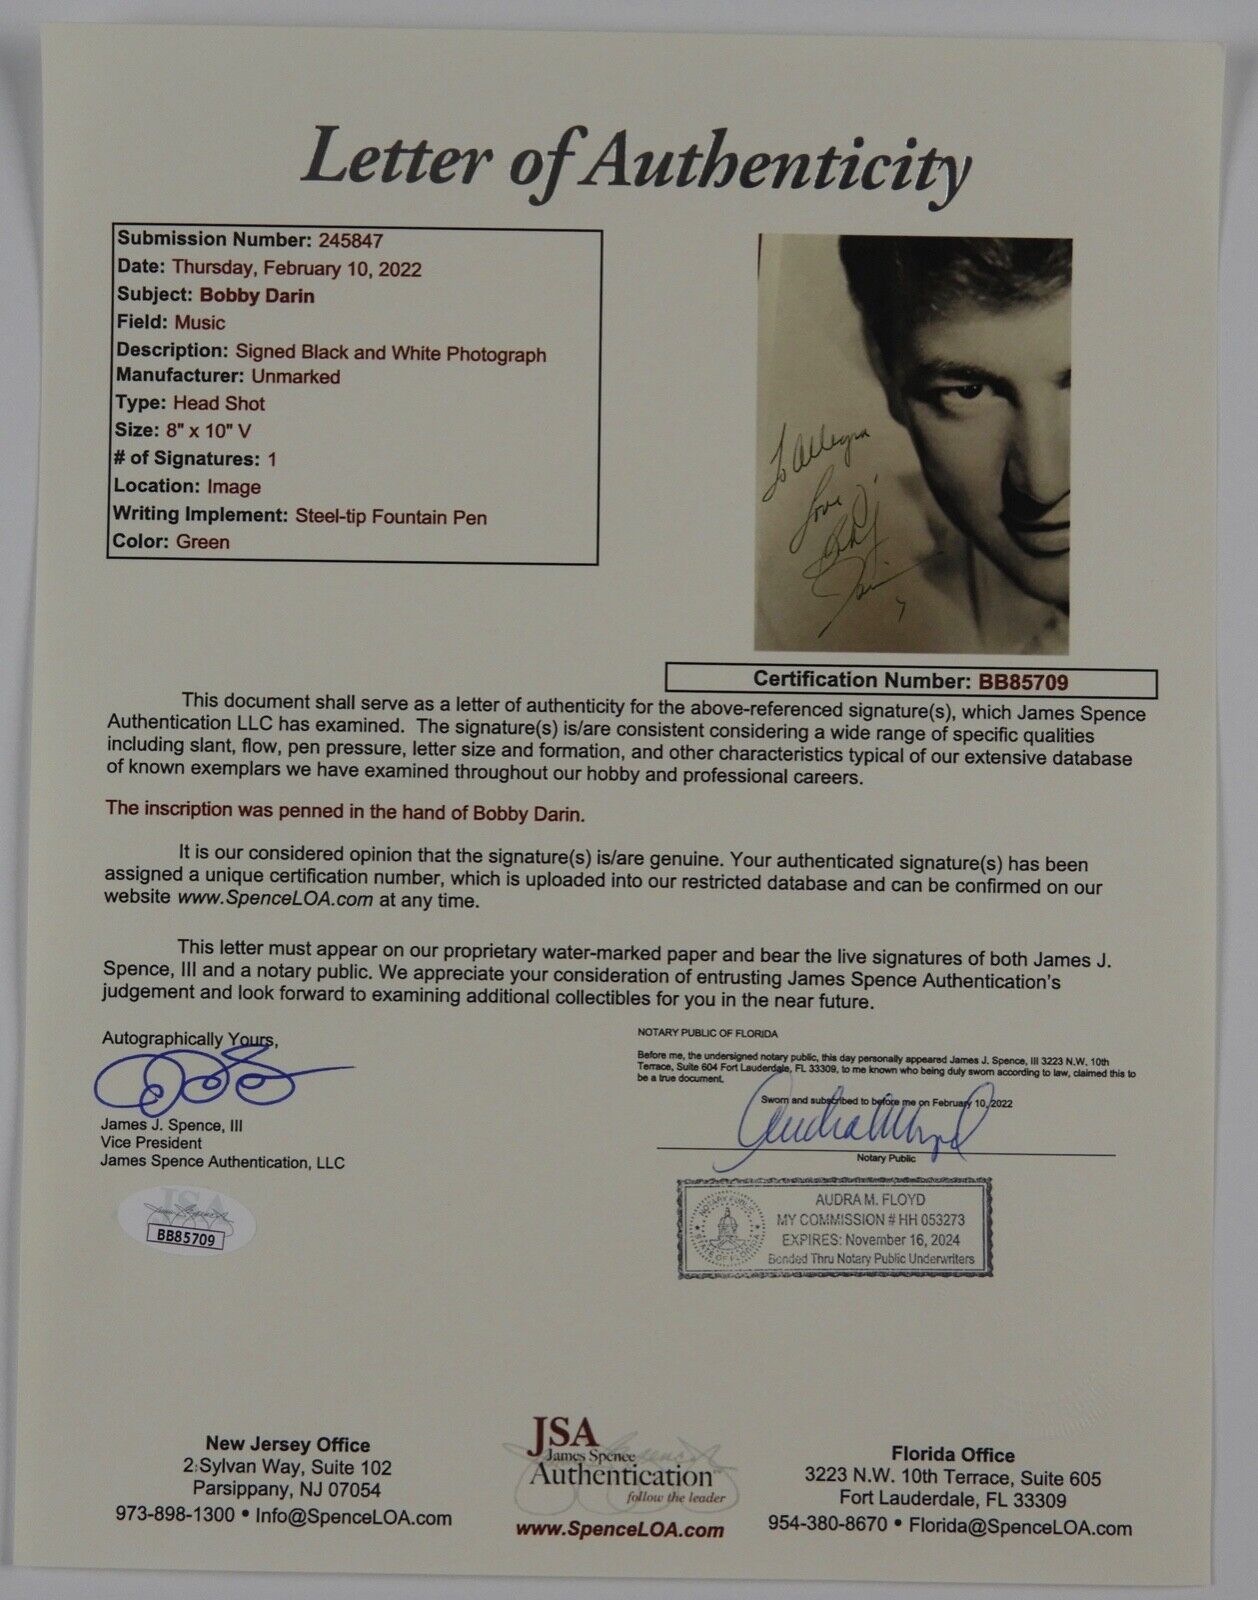 Letter of Authenticity
Submission Number: 245847
Date: Thursday, February 10, 2022
Subject: Bobby Darin
Field: Music
Description: Signed Black and White Photograph
Manufacturer: Unmarked
Type: Head Shot
Size: 8" x 10" V
# of Signatures: 1
Location: Image
Writing Implement: Steel-tip Fountain Pen
Color: Green
To Allegra
Love
Bobby
Darin
Certification Number: BB85709
This document shall serve as a letter of authenticity for the above-referenced signature(s), which James Spence
Authentication LLC has examined. The signature(s) is/are consistent considering a wide range of specific qualities
including slant, flow, pen pressure, letter size and formation, and other characteristics typical of our extensive database
of known exemplars we have examined throughout our hobby and professional careers.
The inscription was penned in the hand of Bobby Darin.
It is our considered opinion that the signature(s) is/are genuine. Your authenticated signature(s) has been
assigned a unique certification number, which is uploaded into our restricted database and can be confirmed on our
website www.SpenceLOA.com at any time.
This letter must appear on our proprietary water-marked paper and bear the live signatures of both James J.
Spence, III and a notary public. We appreciate your consideration of entrusting James Spence Authentication's
judgement and look forward to examining additional collectibles for you in the near future.
Autographically Yours,
James J. Spence, III
Vice President
James Spence Authentication, LLC
JSA
BB85709
NOTARY PUBLIC OF FLORIDA
Before me, the undersigned notary public, this day personally appeared James J. Spence, III 3223 N.W. 10th
Terrace, Suite 604 Fort Lauderdale, FL 33309, to me known who being duly sworn according to law, claimed this to
be a true document.
Sworn and subscribed to before me on February 10, 2022
Notary Public
NOTARY PUBLIC
STATE OF FLORIDA
AUDRA M. FLOYD
MY COMMISSION # HH 053273
EXPIRES: November 16, 2024
Bonded Thru Notary Public Underwriters
New Jersey Office
2 Sylvan Way, Suite 102
Parsippany, NJ 07054
973-898-1300 • Info@SpenceLOA.com
JSA
James Spence
Authentication
follow the leader
www.SpenceLOA.com
Florida Office
3223 N.W. 10th Terrace, Suite 605
Fort Lauderdale, FL 33309
954-380-8670 • Florida@SpenceLOA.com